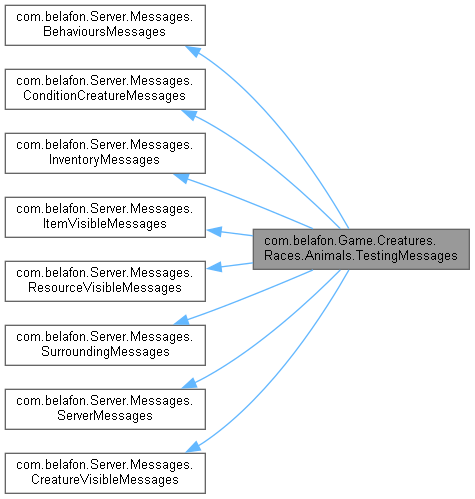 com.belafon.Server.Messages.
BehavioursMessages
com.belafon.Server.Messages.
ConditionCreatureMessages
com.belafon.Server.Messages.
InventoryMessages
com.belafon.Server.Messages.
ItemVisibleMessages
com.belafon.Server.Messages.
ResourceVisibleMessages
com.belafon.Server.Messages.
SurroundingMessages
com.belafon.Server.Messages.
ServerMessages
com.belafon.Server.Messages.
CreatureVisibleMessages
com.belafon.Game.Creatures.
Races.Animals.TestingMessages